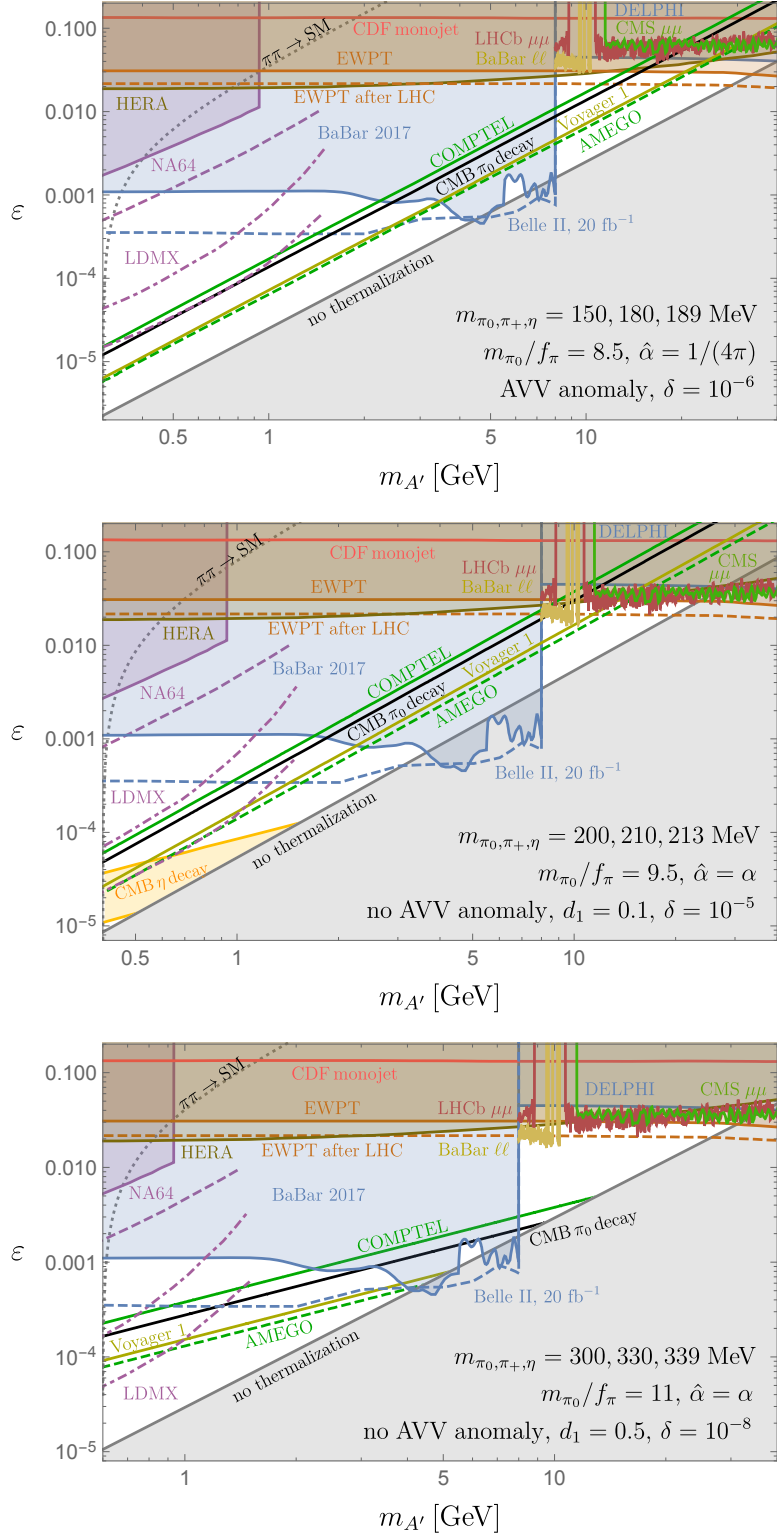 0.100
0.010
0.001
10⁻⁴
10⁻⁵
ε
CDF monojet
ππ → SM
EWPT
HERA
EWPT after LHC
NA64
BaBar 2017
LDMX
COMPTEL
CMB π₀ decay
Voyager 1
AMEGO
no thermalization
Belle II, 20 fb⁻¹
LHCb μμ
BaBar ℓℓ
DELPHI
CMS μμ
m_{π₀,π₊,η} = 150, 180, 189 MeV
m_{π₀}/f_π = 8.5, α̂ = 1/(4π)
AVV anomaly, δ = 10⁻⁶
0.5 1 5 10
m_{A′} [GeV]
0.100
0.010
0.001
10⁻⁴
10⁻⁵
ε
CDF monojet
ππ → SM
EWPT
HERA
EWPT after LHC
NA64
BaBar 2017
LDMX
COMPTEL
CMB π₀ decay
Voyager 1
AMEGO
CMB η decay
no thermalization
Belle II, 20 fb⁻¹
LHCb μμ
BaBar ℓℓ
DELPHI
CMS
μμ
m_{π₀,π₊,η} = 200, 210, 213 MeV
m_{π₀}/f_π = 9.5, α̂ = α
no AVV anomaly, d₁ = 0.1, δ = 10⁻⁵
0.5 1 5 10
m_{A′} [GeV]
0.100
0.010
0.001
10⁻⁴
10⁻⁵
ε
CDF monojet
ππ → SM
EWPT
HERA
EWPT after LHC
NA64
BaBar 2017
COMPTEL
CMB π₀ decay
Voyager 1
AMEGO
LDMX
no thermalization
Belle II, 20 fb⁻¹
LHCb μμ
BaBar ℓℓ
DELPHI
CMS μμ
m_{π₀,π₊,η} = 300, 330, 339 MeV
m_{π₀}/f_π = 11, α̂ = α
no AVV anomaly, d₁ = 0.5, δ = 10⁻⁸
1 5 10
m_{A′} [GeV]